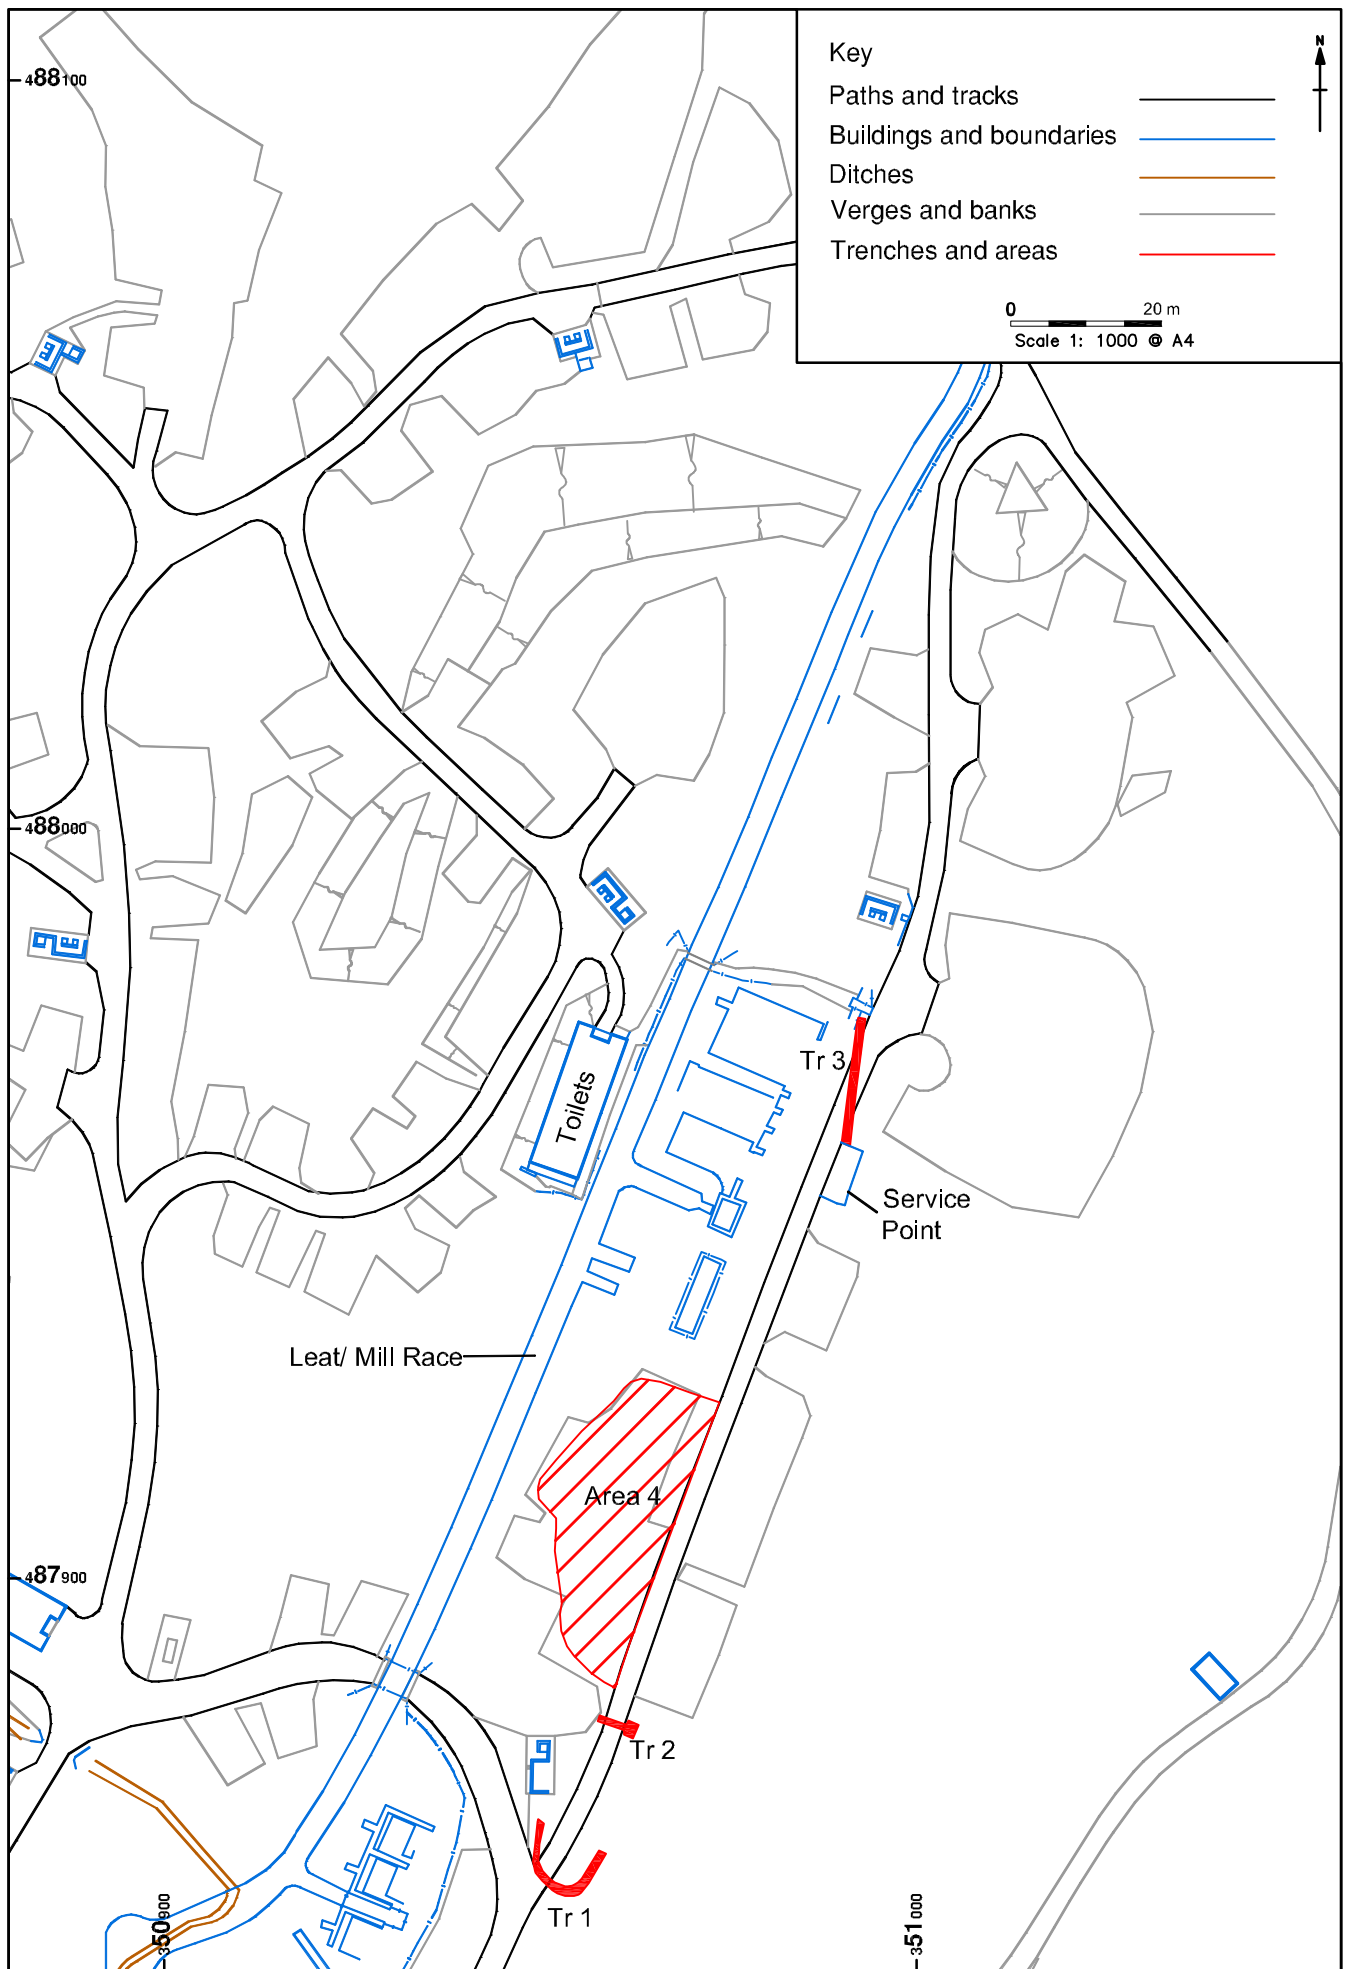 Key
N
Paths and tracks
Buildings and boundaries
Ditches
Verges and banks
Trenches and areas
0 20 m
Scale 1: 1000 @ A4
488100
488000
Tr 3
Toilets
Service
Point
Leat/ Mill Race
Area 4
487900
Tr 2
Tr 1
350900
351000